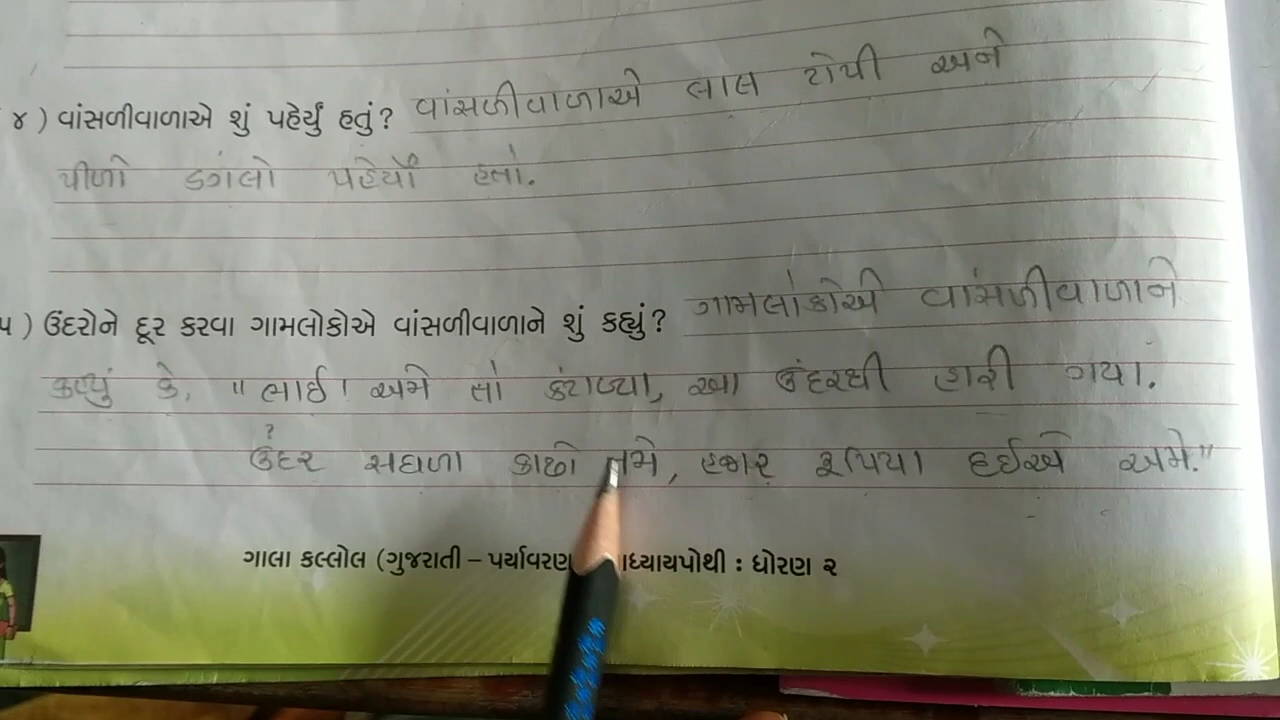 ૪) વાંસળીવાળાએ શું પહેર્યું હતું? વાંસળીવાળાએ લાલ ટોપી અને
પીળો ડગલો પહેર્યો હતો.
૫) ઉંદરોને દૂર કરવા ગામલોકોએ વાંસળીવાળાને શું કહ્યું? ગામલોકોએ વાંસળીવાળાને
કહ્યું કે, "ભાઈ! અમે તો કંટાળ્યા, આ ઉંદરથી હારી ગયા.
?
ઉંદર સઘળા કાઢો તમે, હજાર રૂપિયા દઈએ અમે."
ગાલા કલ્લોલ (ગુજરાતી – પર્યાવરણ ાધ્યાયપોથી : ધોરણ ૨